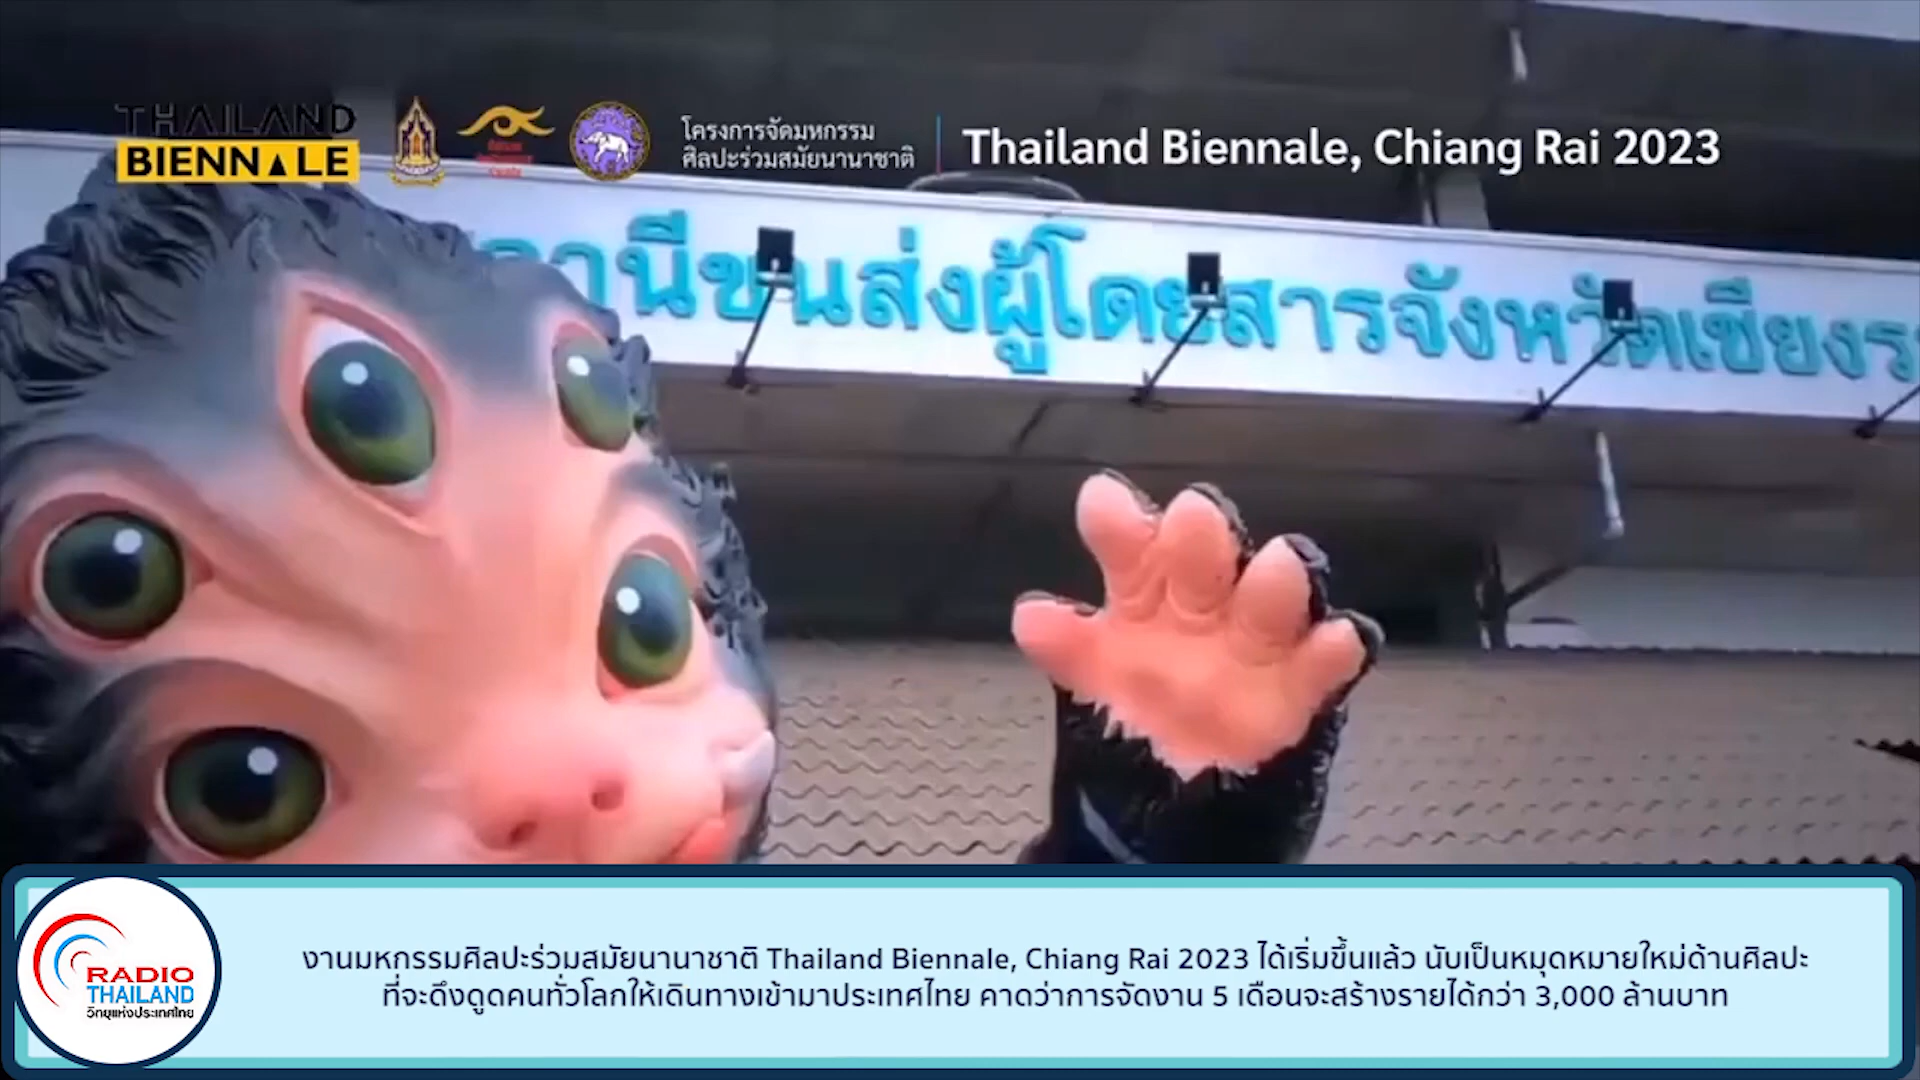 THAILAND
BIENNALE
โครงการจัดมหกรรม
ศิลปะร่วมสมัยนานาชาติ
Thailand Biennale, Chiang Rai 2023
ขนส่งผู้โดยสารจังหวัดเชียงร
งานมหกรรมศิลปะร่วมสมัยนานาชาติ Thailand Biennale, Chiang Rai 2023 ได้เริ่มขึ้นแล้ว นับเป็นหมุดหมายใหม่ด้านศิลปะ
ที่จะดึงดูดคนทั่วโลกให้เดินทางเข้ามาประเทศไทย คาดว่าการจัดงาน 5 เดือนจะสร้างรายได้กว่า 3,000 ล้านบาท
RADIO
THAILAND
วิทยุแห่งประเทศไทย